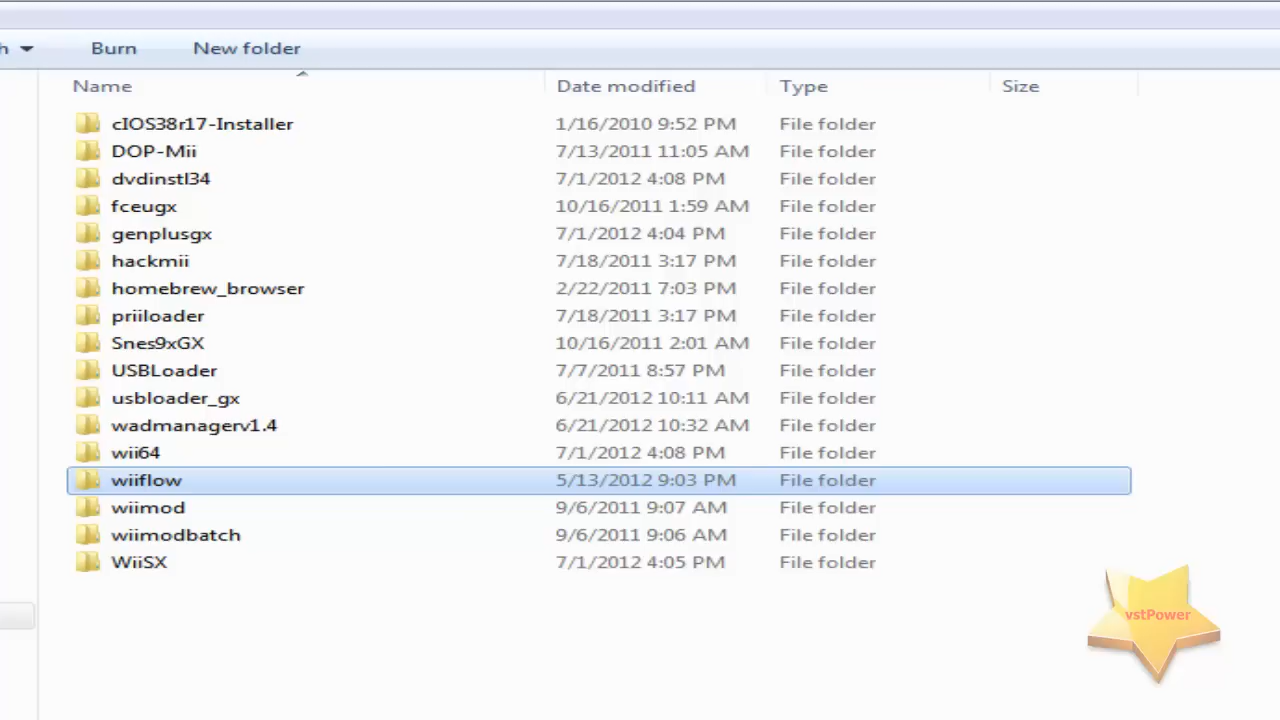 h Burn New folder
Name Date modified Type Size
cIOS38r17-Installer 1/16/2010 9:52 PM File folder
DOP-Mii 7/13/2011 11:05 AM File folder
dvdinstl34 7/1/2012 4:08 PM File folder
fceugx 10/16/2011 1:59 AM File folder
genplusgx 7/1/2012 4:04 PM File folder
hackmii 7/18/2011 3:17 PM File folder
homebrew_browser 2/22/2011 7:03 PM File folder
priiloader 7/18/2011 3:17 PM File folder
Snes9xGX 10/16/2011 2:01 AM File folder
USBLoader 7/7/2011 8:57 PM File folder
usbloader_gx 6/21/2012 10:11 AM File folder
wadmanagerv1.4 6/21/2012 10:32 AM File folder
wii64 7/1/2012 4:08 PM File folder
wiiflow 5/13/2012 9:03 PM File folder
wiimod 9/6/2011 9:07 AM File folder
wiimodbatch 9/6/2011 9:06 AM File folder
WiiSX 7/1/2012 4:05 PM File folder
vstPower